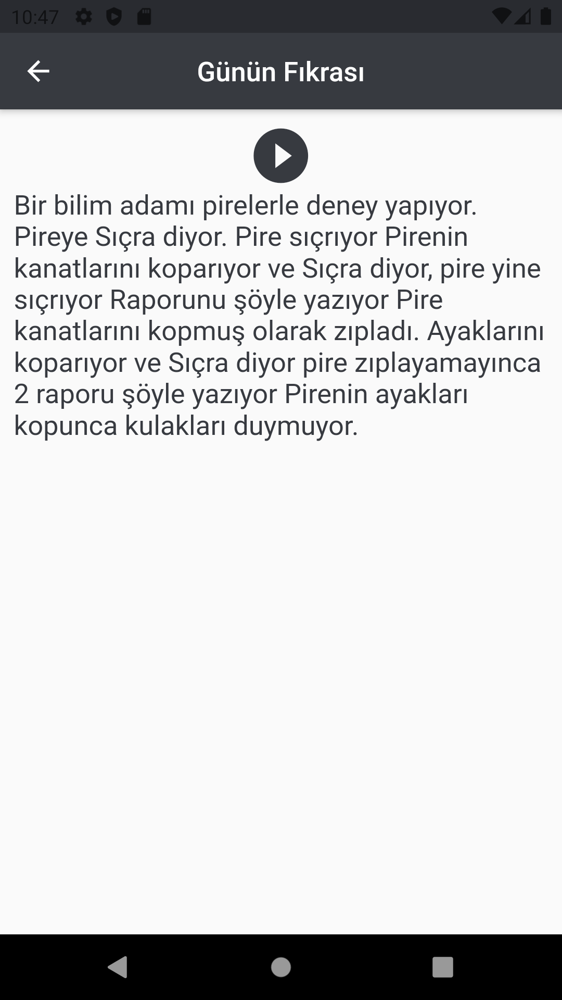 10:47
Günün Fıkrası
Bir bilim adamı pirelerle deney yapıyor.
Pireye Sıçra diyor. Pire sıçrıyor Pirenin
kanatlarını koparıyor ve Sıçra diyor, pire yine
sıçrıyor Raporunu şöyle yazıyor Pire
kanatlarını kopmuş olarak zıpladı. Ayaklarını
koparıyor ve Sıçra diyor pire zıplayamayınca
2 raporu şöyle yazıyor Pirenin ayakları
kopunca kulakları duymuyor.